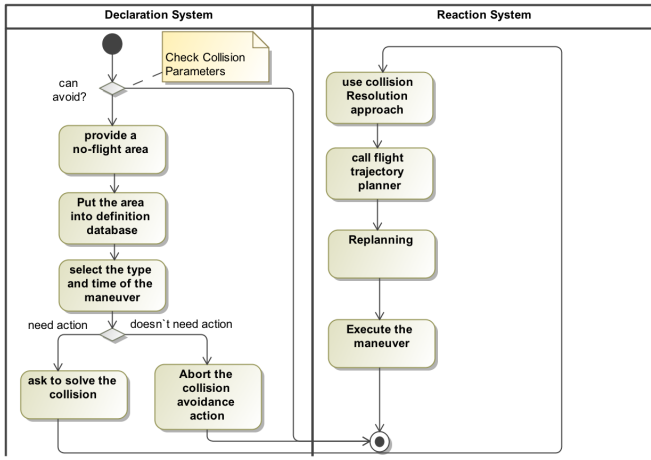 Declaration System
Reaction System
Check Collision
Parameters
can
avoid?
provide a
no-flight area
Put the area
into definition
database
select the type
and time of the
maneuver
need action
doesn`t need action
ask to solve the
collision
Abort the
collision
avoidance
action
use collision
Resolution
approach
call flight
trajectory
planner
Replanning
Execute the
maneuver